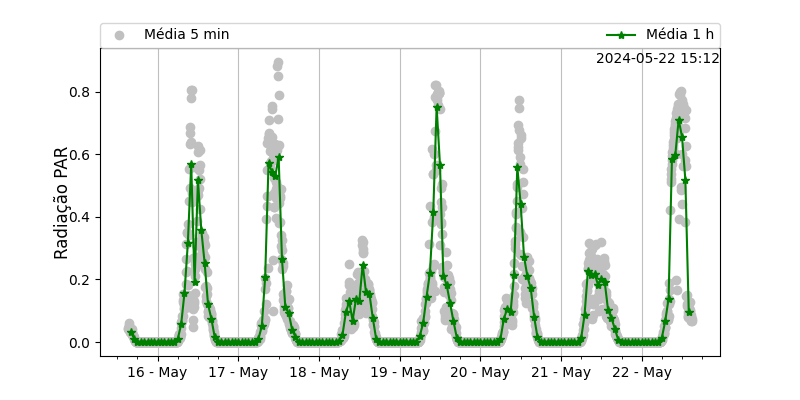 Média 5 min
Média 1 h
2024-05-22 15:12
Radiação PAR
0.8
0.6
0.4
0.2
0.0
16 - May
17 - May
18 - May
19 - May
20 - May
21 - May
22 - May